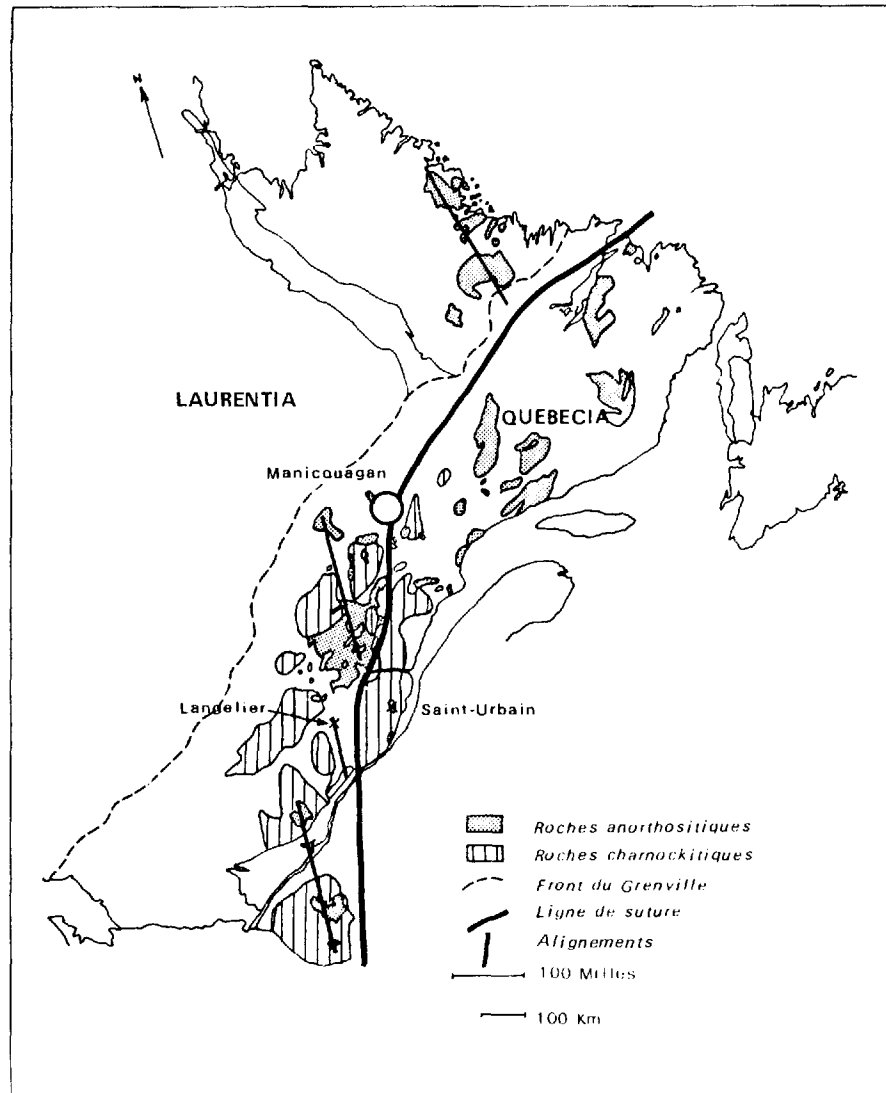 N
LAURENTIA
QUEBECIA
Manicouagan
Langelier
Saint-Urbain
Roches anorthositiques
Roches charnockitiques
Front du Grenville
Ligne de suture
Alignements
100 Milles
100 Km